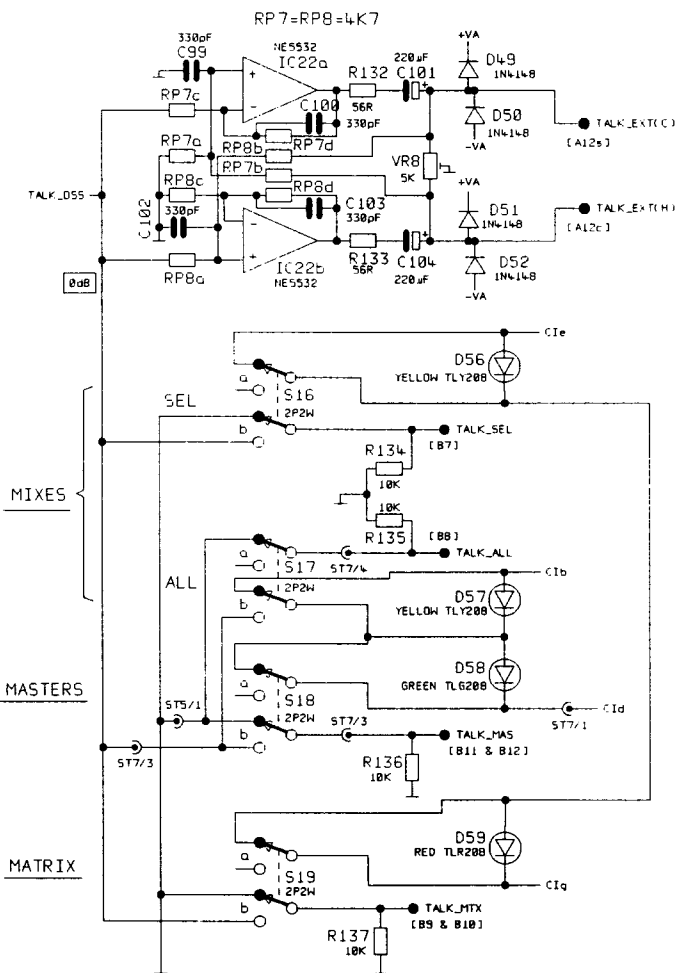 RP7=RP8=4K7
330pF
C99
NE5532
IC22a
+
-
RP7c
RP7a
RP8c
C102
330pF
RP8a
TALK_OSS
0dB
C100
330pF
RP8b
RP7d
RP7b
RP8d
C103
330pF
-
+
IC22b
NE5532
R132
56R
220µF
C101
+
R133
56R
C104
220µF
+
VR8
5K
+VA
D49
1N4148
D50
1N4148
-VA
TALK_EXT(C)
[A12s]
+VA
D51
1N4148
D52
1N4148
-VA
TALK_EXT(H)
[A12c]
CIe
D56
YELLOW TLY208
a
S16
2P2W
SEL
b
TALK_SEL
[B7]
R134
10K
10K
R135
MIXES
[B8]
TALK_ALL
a
S17
2P2W
ST7/4
ALL
b
CIb
D57
YELLOW TLY208
D58
GREEN TLG208
CId
ST7/1
MASTERS
a
S18
2P2W
ST5/1
b
ST7/3
TALK_MAS
[B11 & B12]
ST7/3
R136
10K
D59
RED TLR208
MATRIX
a
S19
2P2W
CIg
b
TALK_MTX
[B9 & B10]
R137
10K